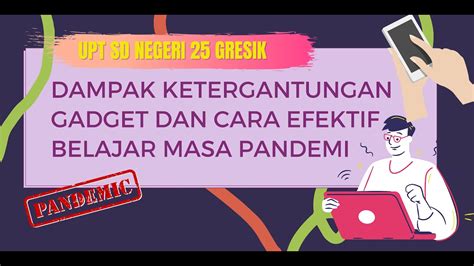 UPT SD NEGERI 25 GRESIK
DAMPAK KETERGANTUNGAN
GADGET DAN CARA EFEKTIF
BELAJAR MASA PANDEMI
PANDEMIC